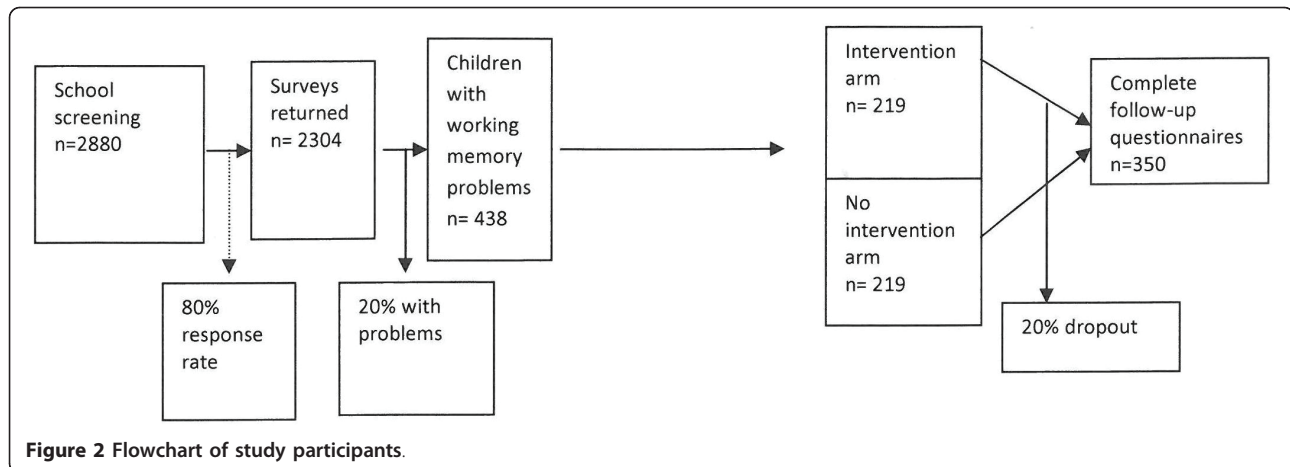 School
screening
n=2880
Surveys
returned
n= 2304
Children
with
working
memory
problems
n= 438
Intervention
arm
n= 219
No
intervention
arm
n= 219
Complete
follow-up
questionnaires
n=350
80%
response
rate
20% with
problems
20% dropout
Figure 2 Flowchart of study participants.